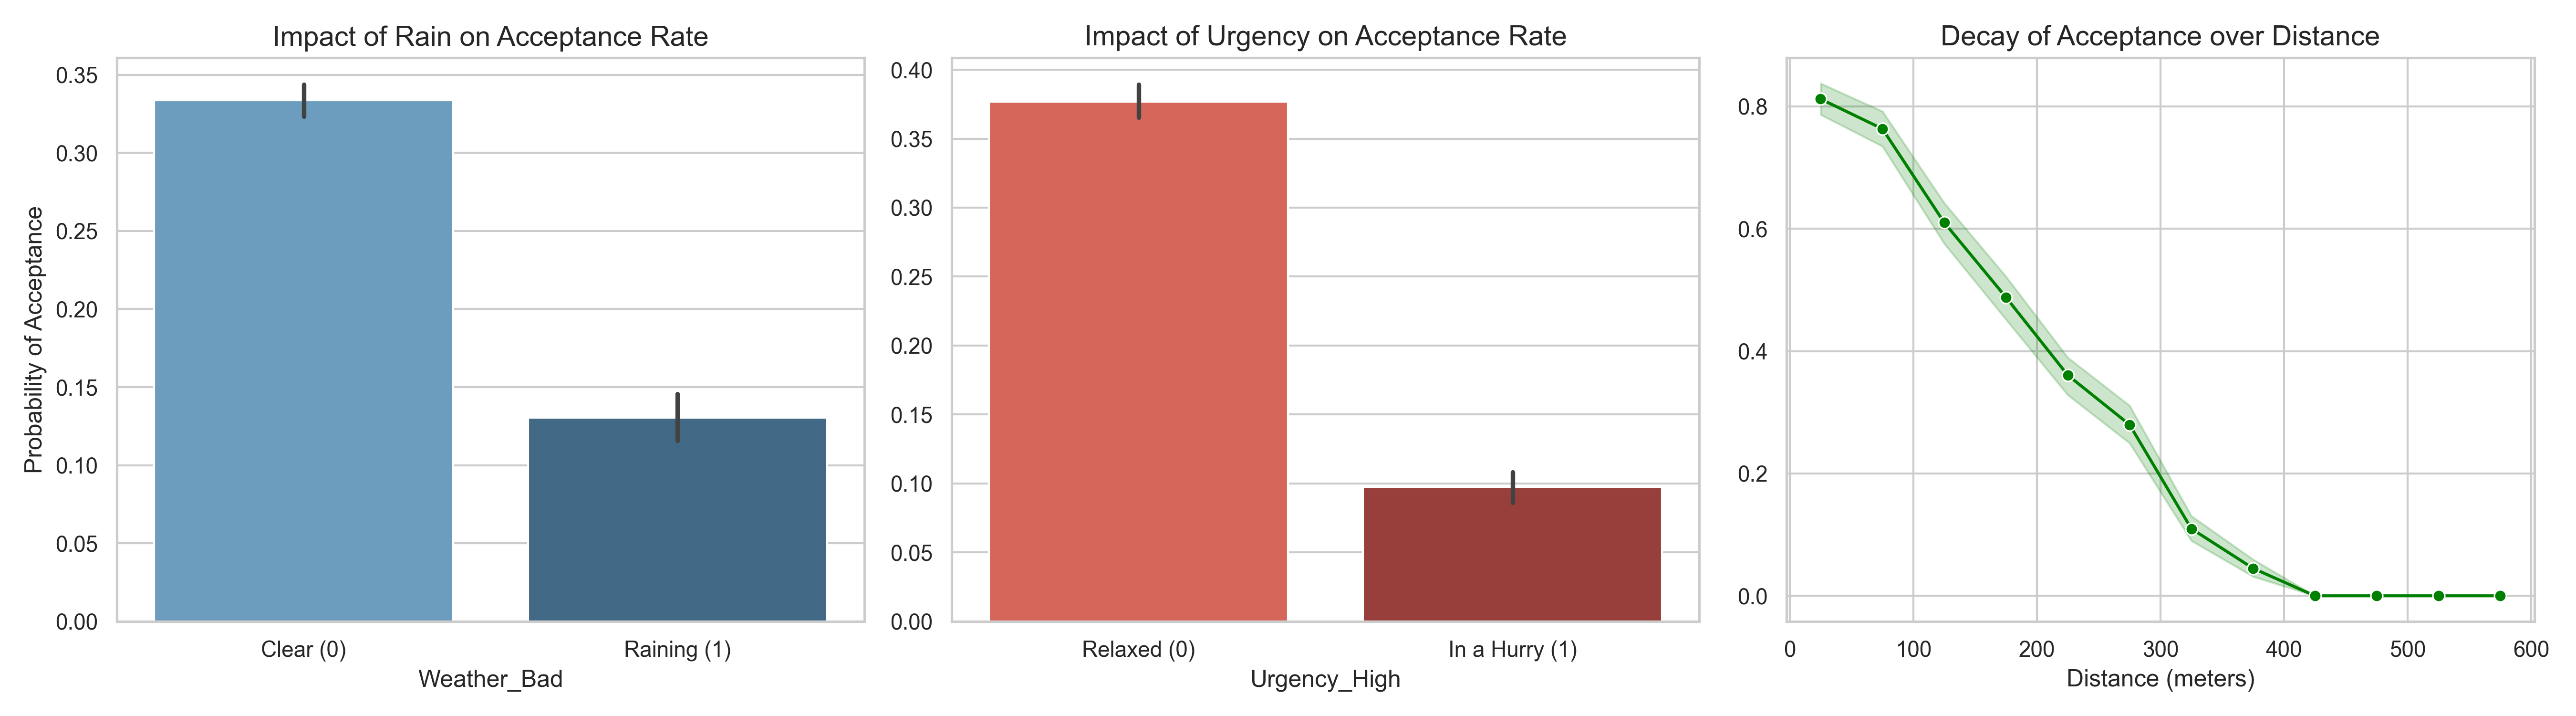 Impact of Rain on Acceptance Rate
Probability of Acceptance
0.35
0.30
0.25
0.20
0.15
0.10
0.05
0.00
Clear (0)
Raining (1)
Weather_Bad
Impact of Urgency on Acceptance Rate
0.40
0.35
0.30
0.25
0.20
0.15
0.10
0.05
0.00
Relaxed (0)
In a Hurry (1)
Urgency_High
Decay of Acceptance over Distance
0.8
0.6
0.4
0.2
0.0
0
100
200
300
400
500
600
Distance (meters)